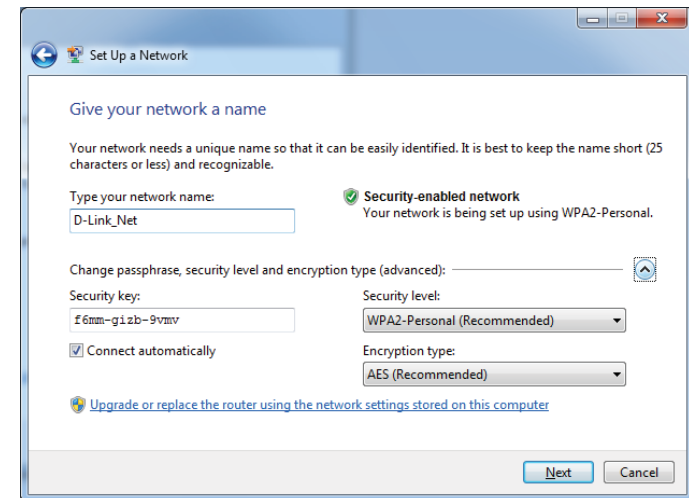 Set Up a Network
Give your network a name
Your network needs a unique name so that it can be easily identified. It is best to keep the name short (25
characters or less) and recognizable.
Type your network name:
D-Link_Net
Security-enabled network
Your network is being set up using WPA2-Personal.
Change passphrase, security level and encryption type (advanced):
Security key:
f6mm-gizb-9vmv
Security level:
WPA2-Personal (Recommended)
Connect automatically
Encryption type:
AES (Recommended)
Upgrade or replace the router using the network settings stored on this computer
Next
Cancel